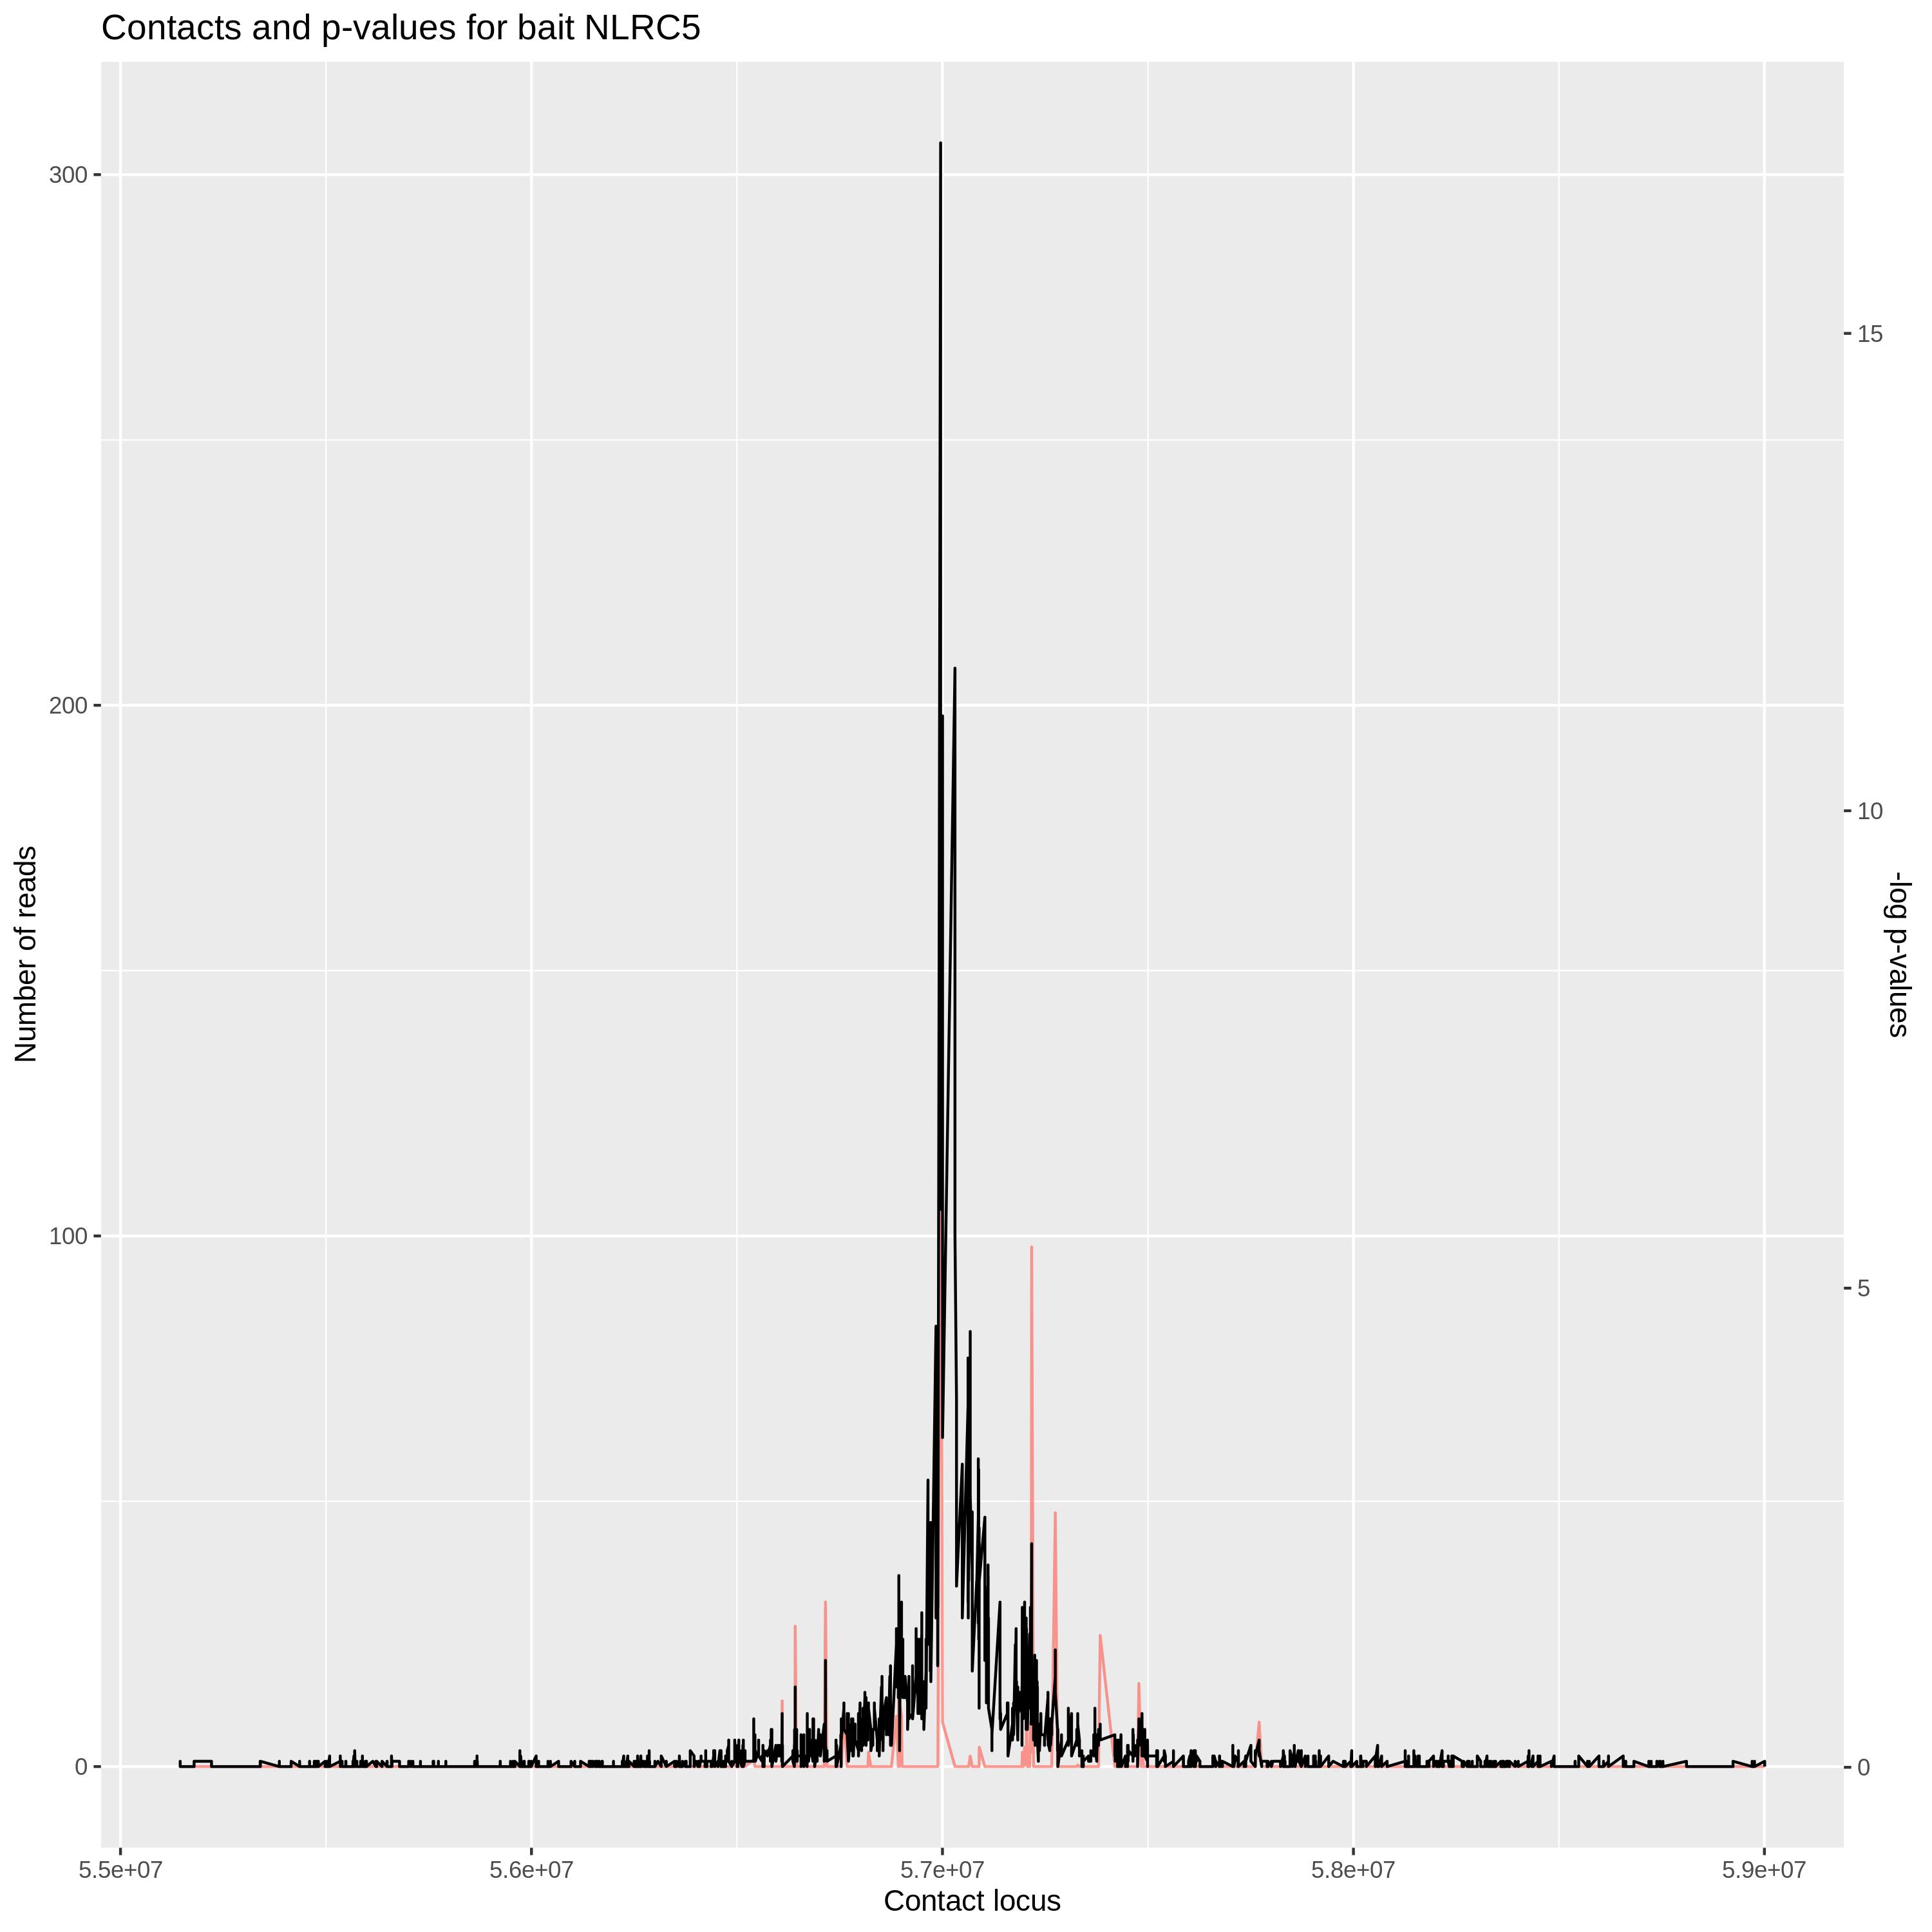 Contacts and p-values for bait NLRC5
300
200
100
0
Number of reads
15
10
5
0
-log p-values
5.5e+07
5.6e+07
5.7e+07
5.8e+07
5.9e+07
Contact locus